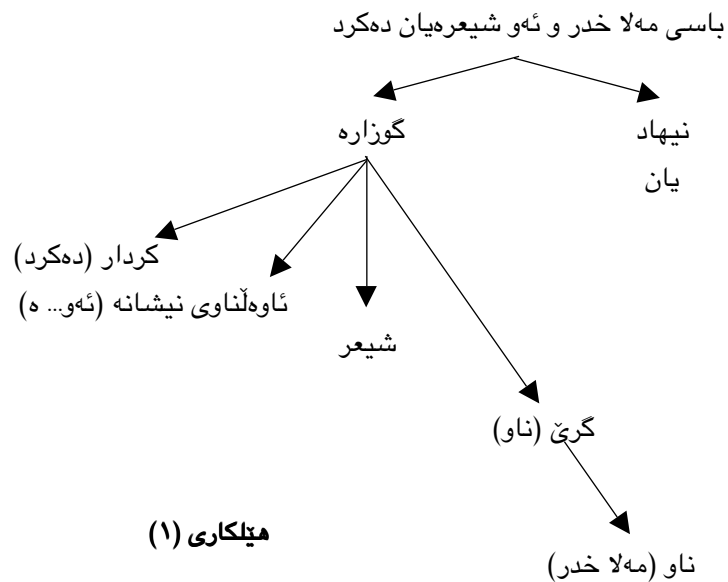 باسی مەلا خدر و ئەو شیعرەیان دەکرد
نیهاد
یان
گوزارە
کردار (دەکرد)
ئاوەڵناوی نیشانە (ئەو... ە)
شیعر
گرێ (ناو)
ناو (مەلا خدر)
هێلکاری (١)